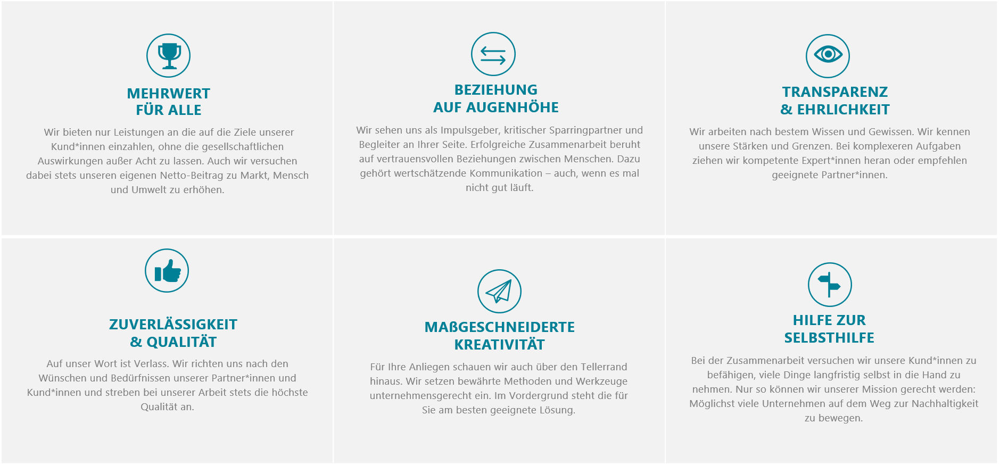 MEHRWERT
FÜR ALLE
Wir bieten nur Leistungen an die auf die Ziele unserer
Kund*innen einzahlen, ohne die gesellschaftlichen
Auswirkungen außer Acht zu lassen. Auch wir versuchen
dabei stets unseren eigenen Netto-Beitrag zu Markt, Mensch
und Umwelt zu erhöhen.
BEZIEHUNG
AUF AUGENHÖHE
Wir sehen uns als Impulsgeber, kritischer Sparringpartner und
Begleiter an Ihrer Seite. Erfolgreiche Zusammenarbeit beruht
auf vertrauensvollen Beziehungen zwischen Menschen. Dazu
gehört wertschätzende Kommunikation – auch, wenn es mal
nicht gut läuft.
TRANSPARENZ
& EHRLICHKEIT
Wir arbeiten nach bestem Wissen und Gewissen. Wir kennen
unsere Stärken und Grenzen. Bei komplexeren Aufgaben
ziehen wir kompetente Expert*innen heran oder empfehlen
geeignete Partner*innen.
ZUVERLÄSSIGKEIT
& QUALITÄT
Auf unser Wort ist Verlass. Wir richten uns nach den
Wünschen und Bedürfnissen unserer Partner*innen und
Kund*innen und streben bei unserer Arbeit stets die höchste
Qualität an.
MAßGESCHNEIDERTE
KREATIVITÄT
Für Ihre Anliegen schauen wir auch über den Tellerrand
hinaus. Wir setzen bewährte Methoden und Werkzeuge
unternehmensgerecht ein. Im Vordergrund steht die für
Sie am besten geeignete Lösung.
HILFE ZUR
SELBSTHILFE
Bei der Zusammenarbeit versuchen wir unsere Kund*innen zu
befähigen, viele Dinge langfristig selbst in die Hand zu
nehmen. Nur so können wir unserer Mission gerecht werden:
Möglichst viele Unternehmen auf dem Weg zur Nachhaltigkeit
zu bewegen.